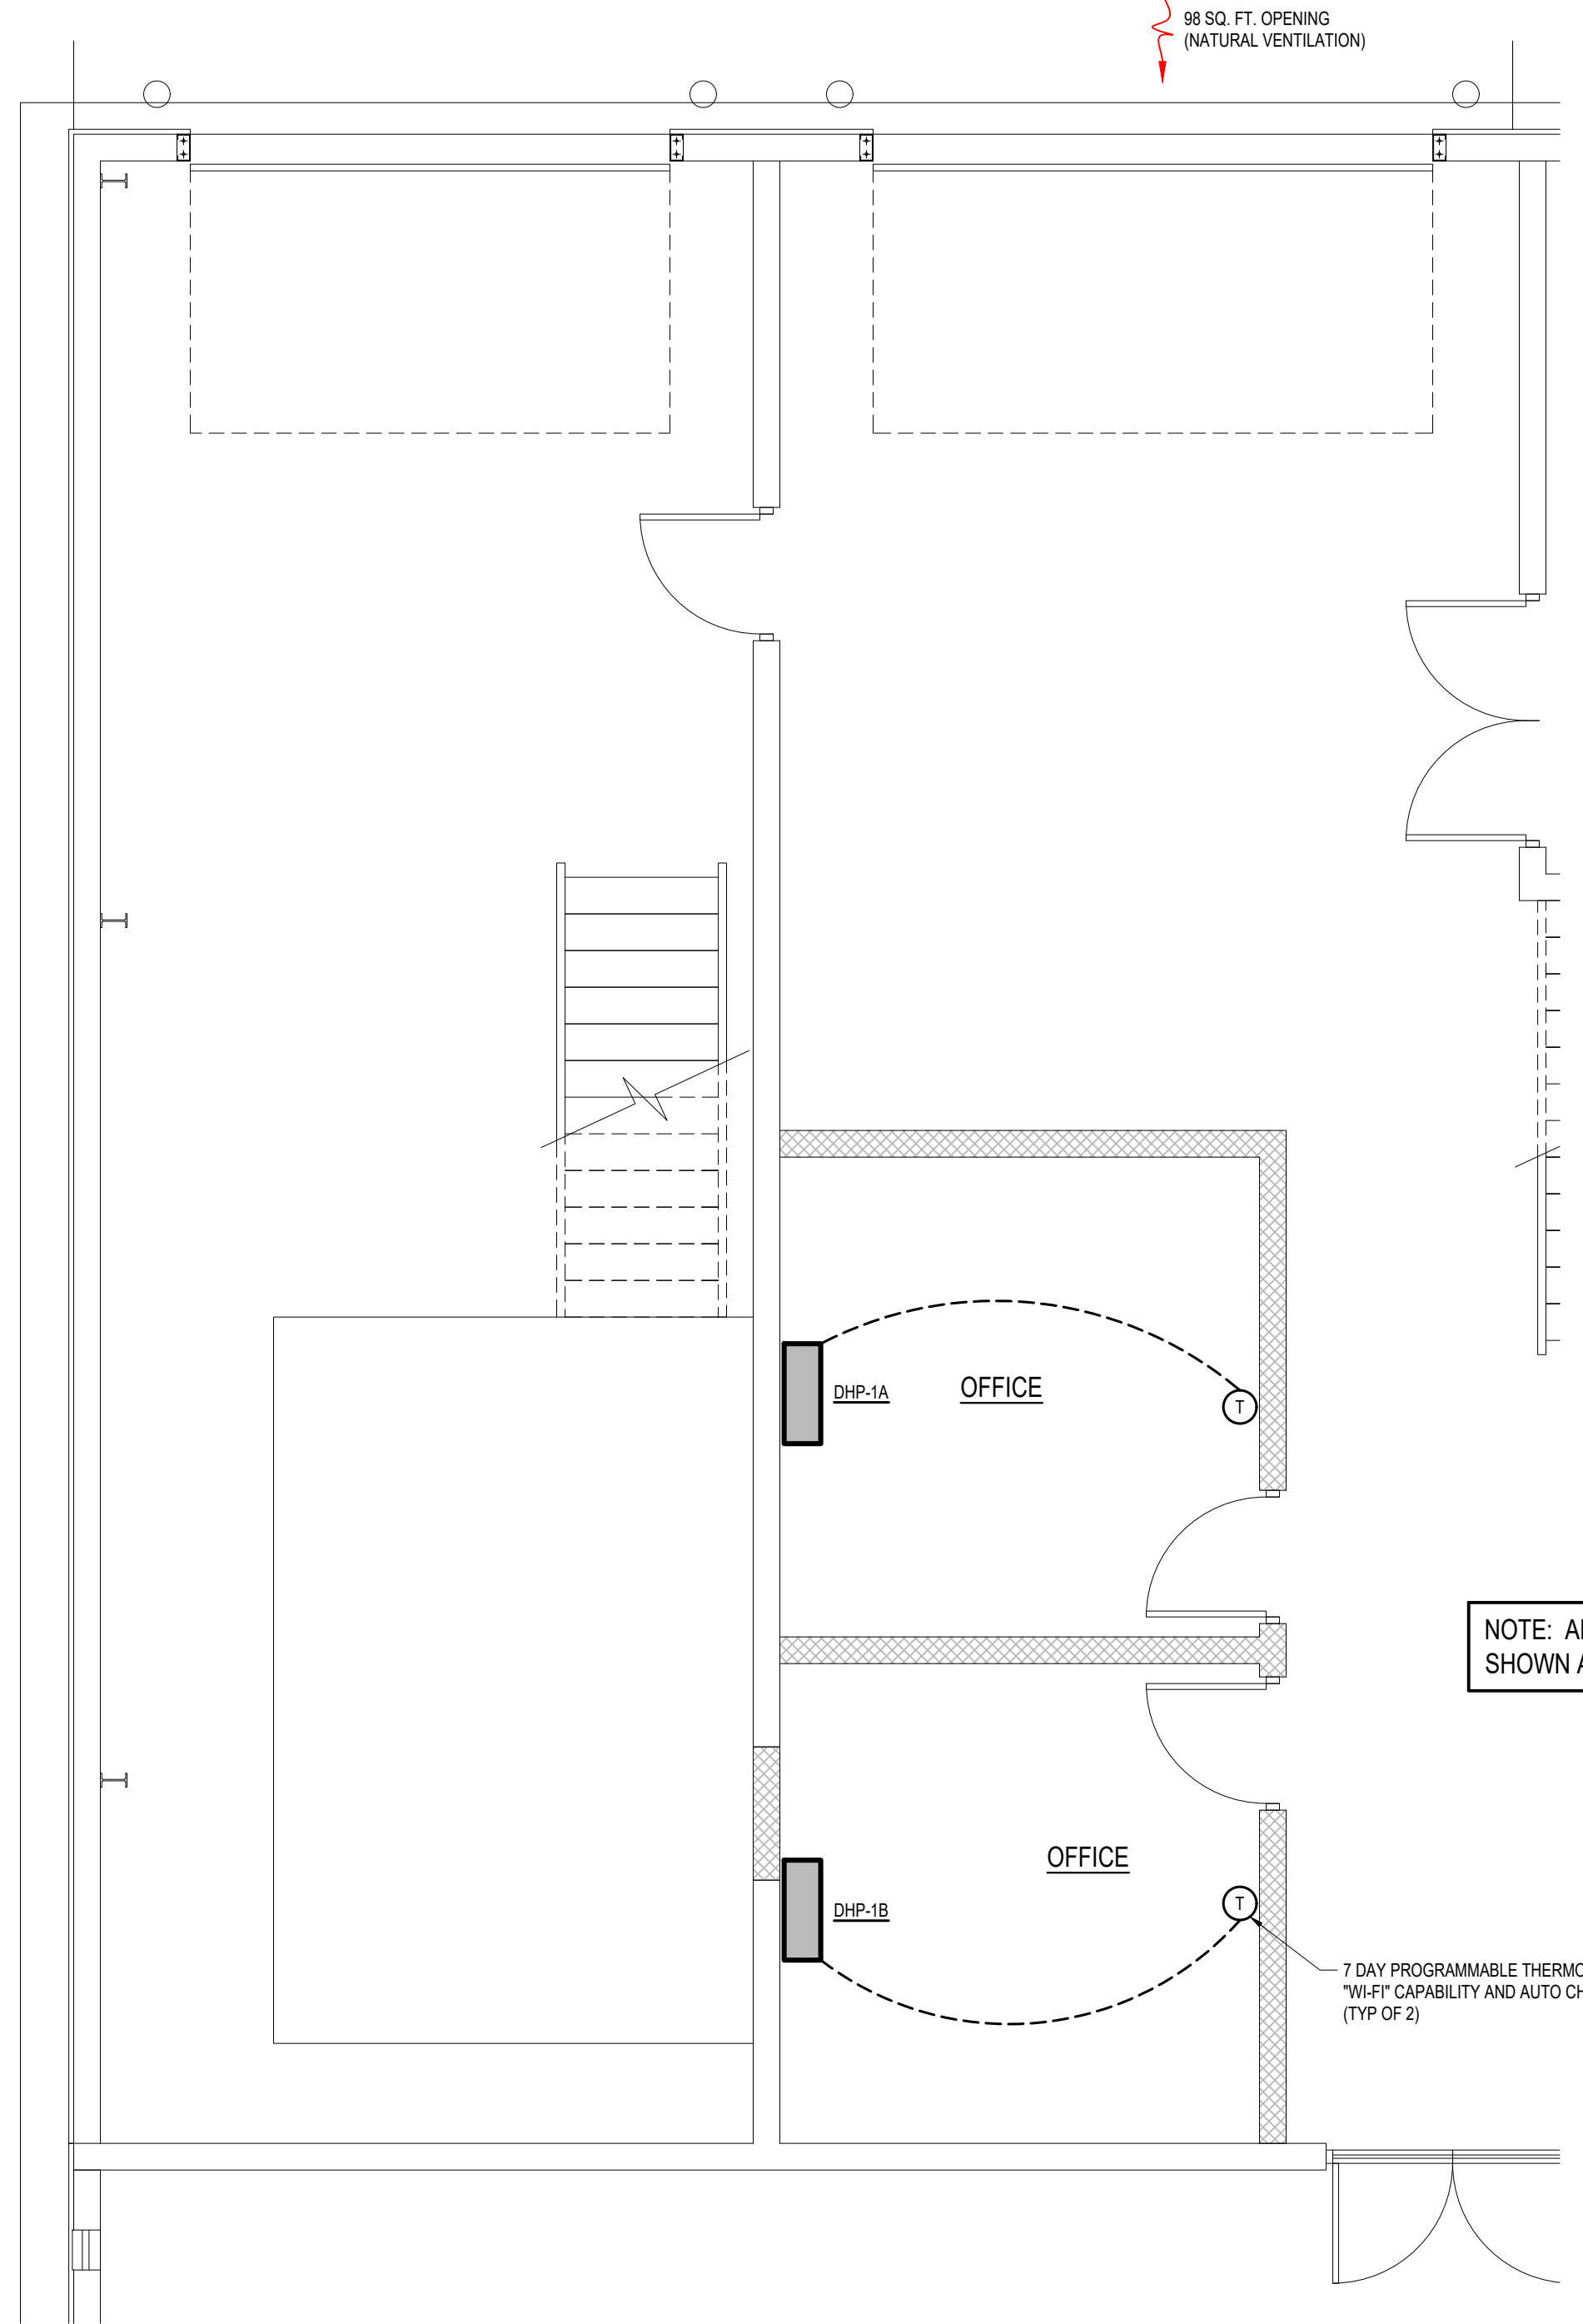 98 SQ. FT. OPENING
(NATURAL VENTILATION)
DHP-1A
OFFICE
T
NOTE:
SHOWN
OFFICE
DHP-1B
T
7 DAY PROGRAMMABLE
"WI-FI" CAPABILITY AND AUTO
(TYP OF 2)